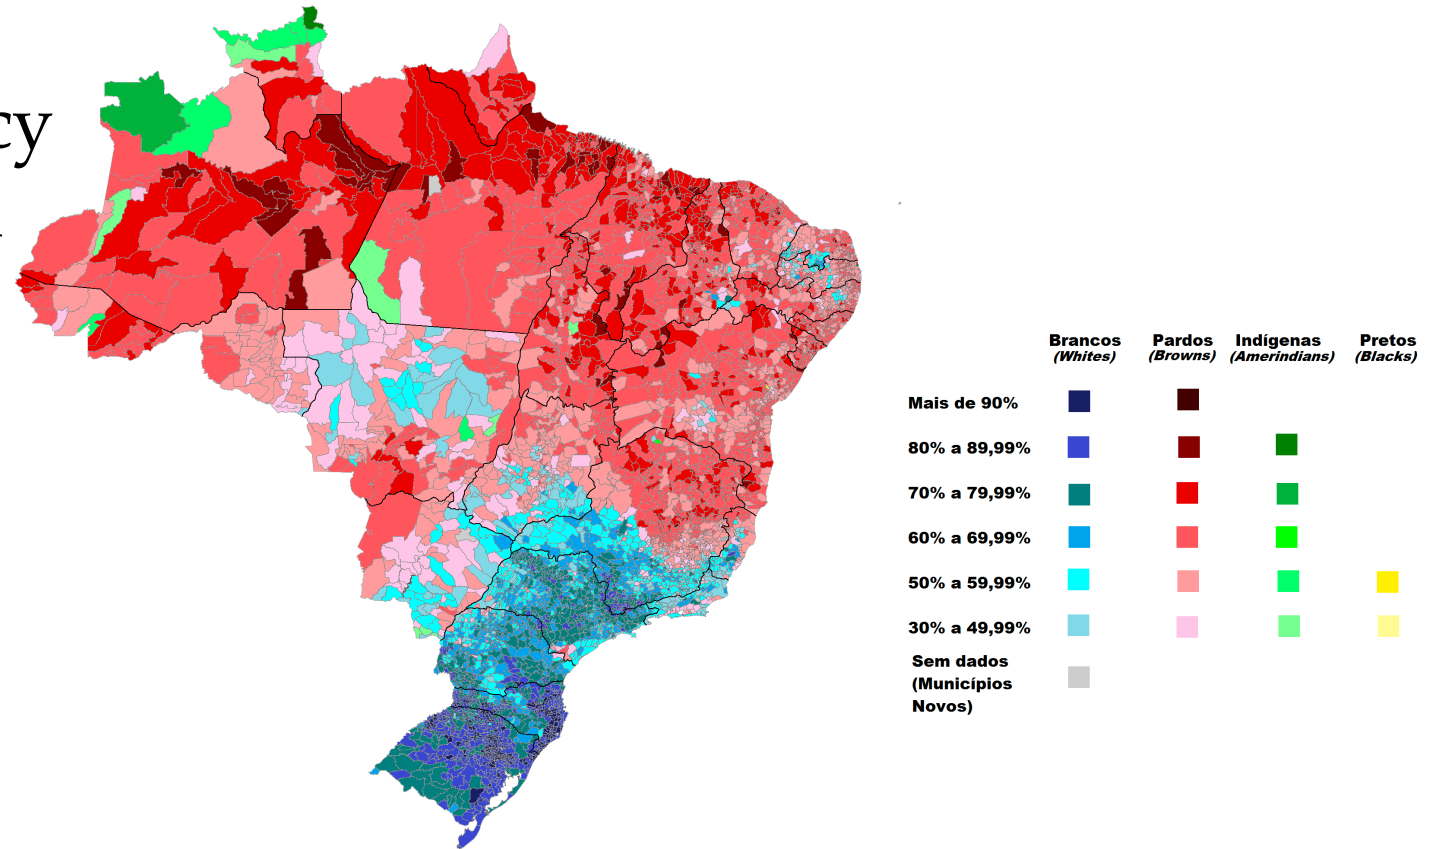 cy
Brancos Pardos Indígenas Pretos
(Whites) (Browns) (Amerindians) (Blacks)
Mais de 90%
80% a 89,99%
70% a 79,99%
60% a 69,99%
50% a 59,99%
30% a 49,99%
Sem dados
(Municípios
Novos)